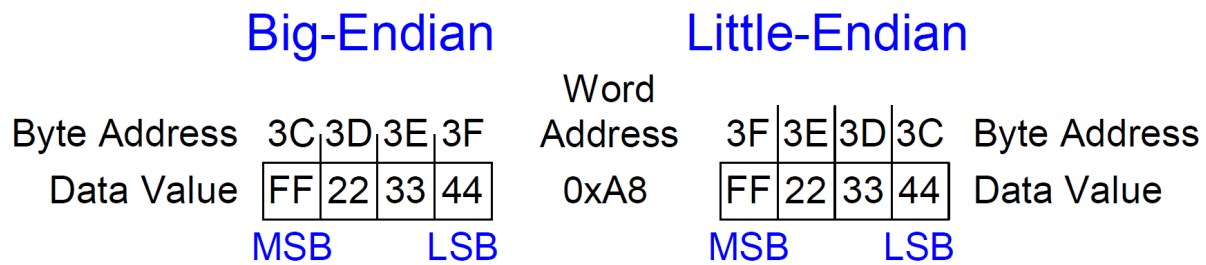 Big-Endian Little-Endian
Word
Byte Address 3C 3D 3E 3F Address 3F 3E 3D 3C Byte Address
Data Value FF 22 33 44 0xA8 FF 22 33 44 Data Value
MSB LSB MSB LSB